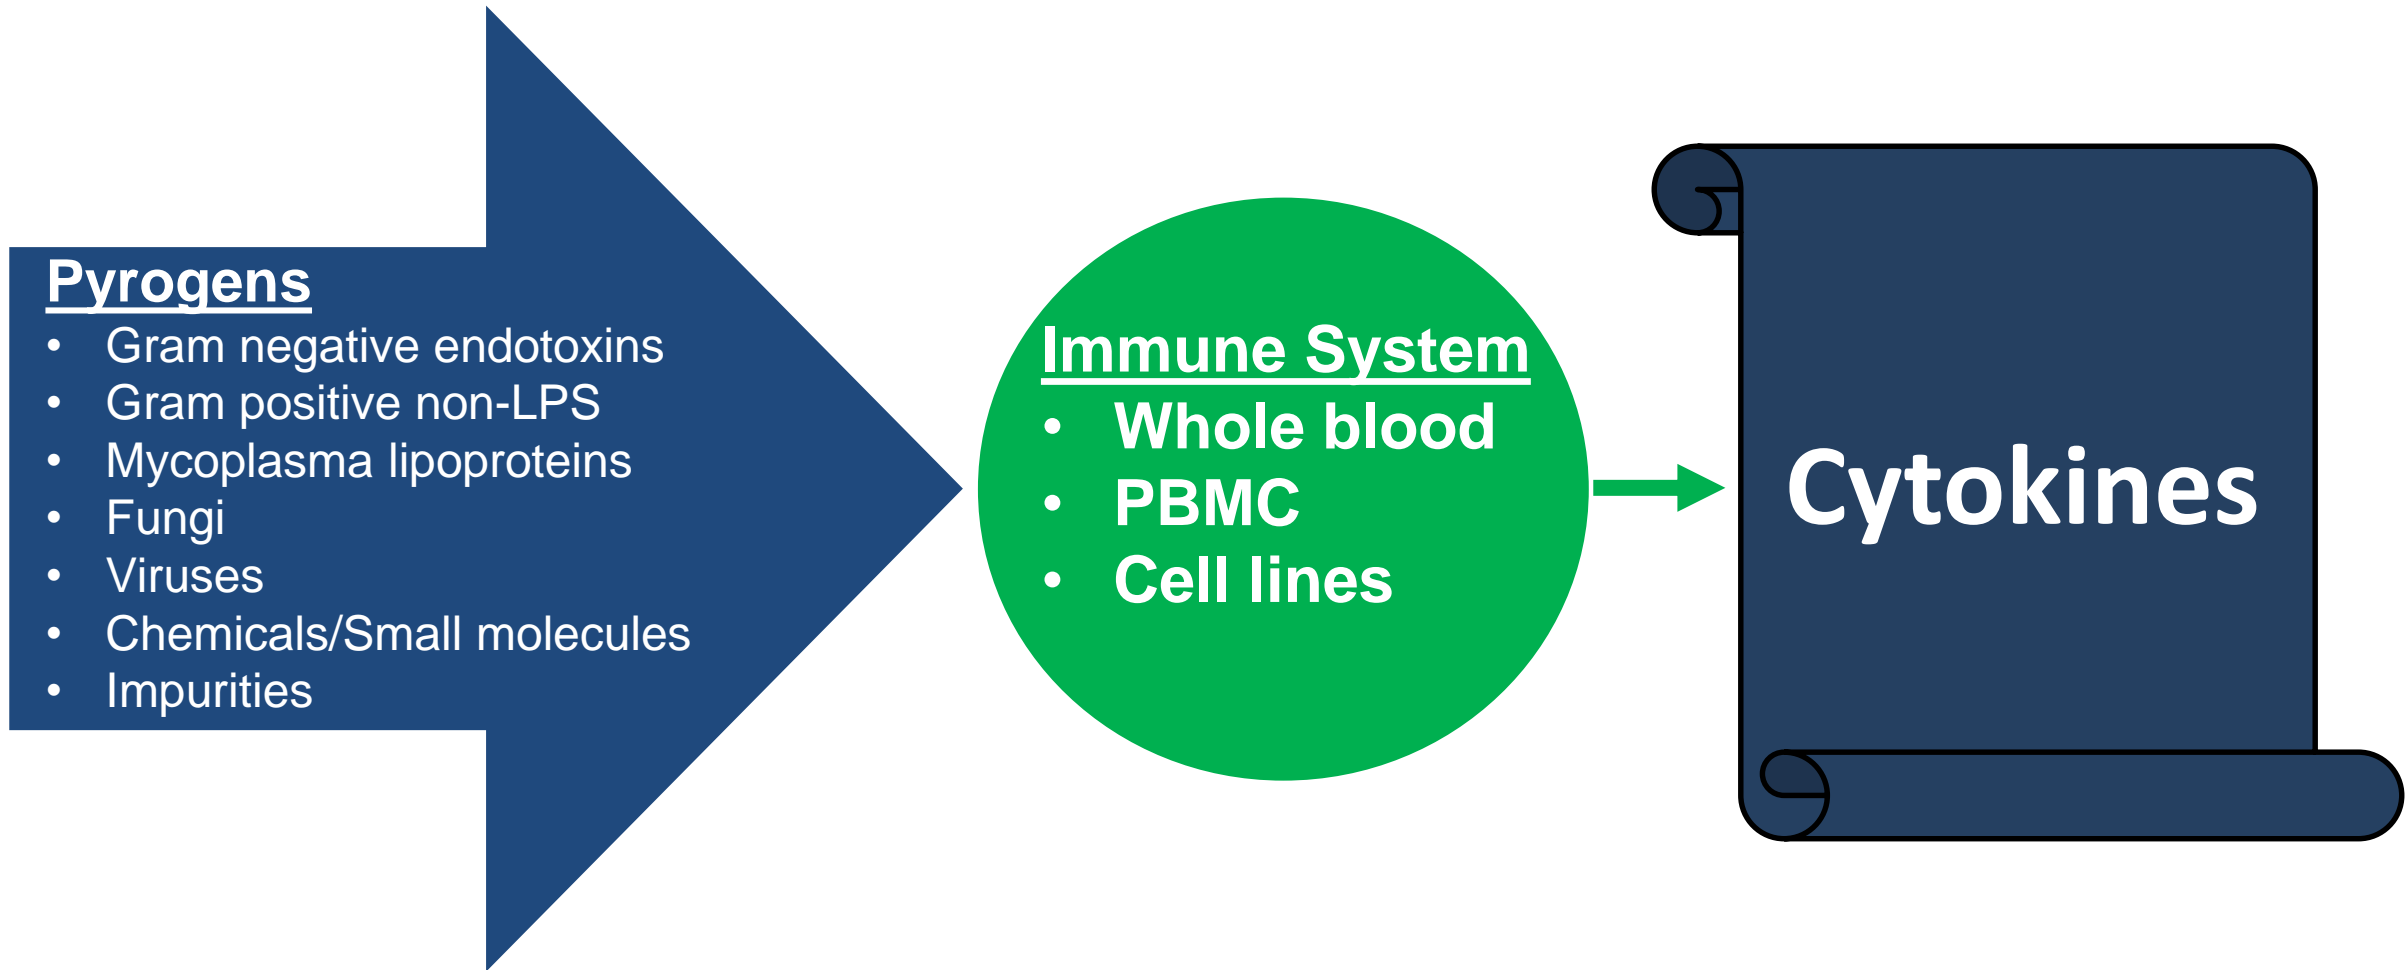 Pyrogens
• Gram negative endotoxins
• Gram positive non-LPS
• Mycoplasma lipoproteins
• Fungi
• Viruses
• Chemicals/Small molecules
• Impurities
Immune System
• Whole blood
• PBMC
• Cell lines
Cytokines